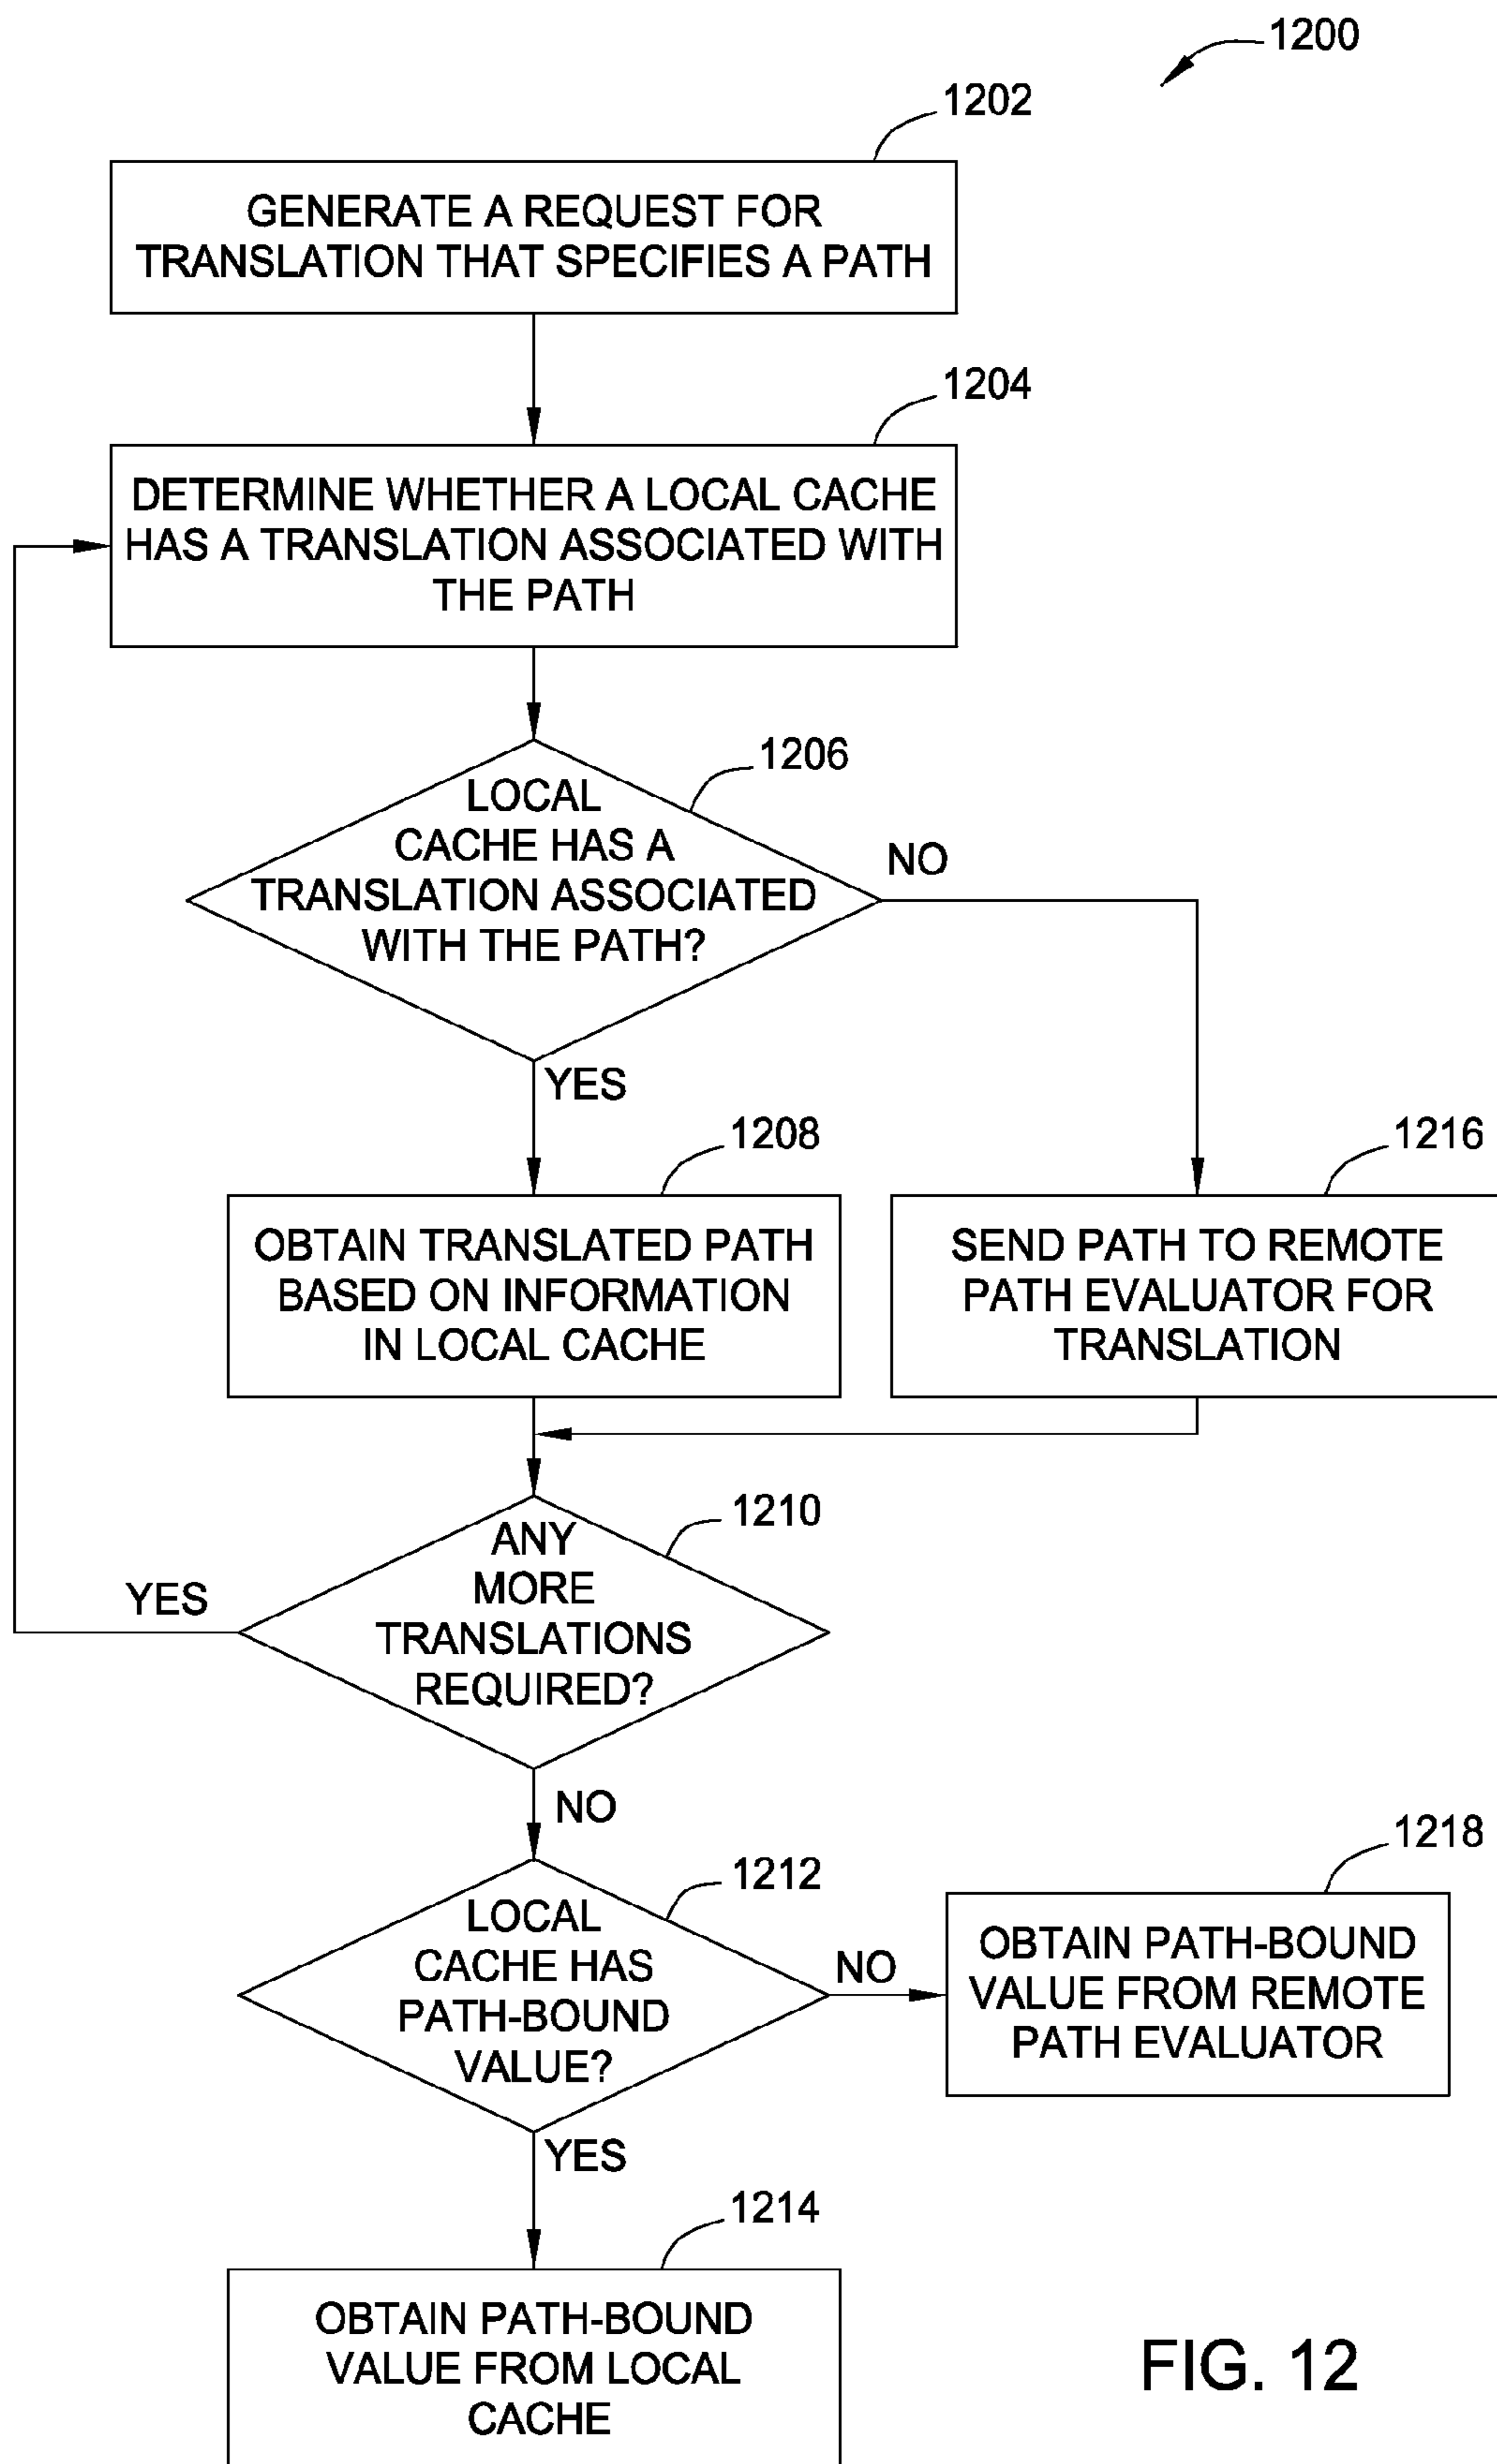 1200
1202
GENERATE A REQUEST FOR
TRANSLATION THAT SPECIFIES A PATH
1204
DETERMINE WHETHER A LOCAL CACHE
HAS A TRANSLATION ASSOCIATED WITH
THE PATH
1206
LOCAL
CACHE HAS A
TRANSLATION ASSOCIATED
WITH THE PATH?
NO
YES
1208
OBTAIN TRANSLATED PATH
BASED ON INFORMATION
IN LOCAL CACHE
1216
SEND PATH TO REMOTE
PATH EVALUATOR FOR
TRANSLATION
1210
ANY
MORE
TRANSLATIONS
REQUIRED?
YES
NO
1212
LOCAL
CACHE HAS
PATH-BOUND
VALUE?
NO
1218
OBTAIN PATH-BOUND
VALUE FROM REMOTE
PATH EVALUATOR
YES
1214
OBTAIN PATH-BOUND
VALUE FROM LOCAL
CACHE
FIG. 12